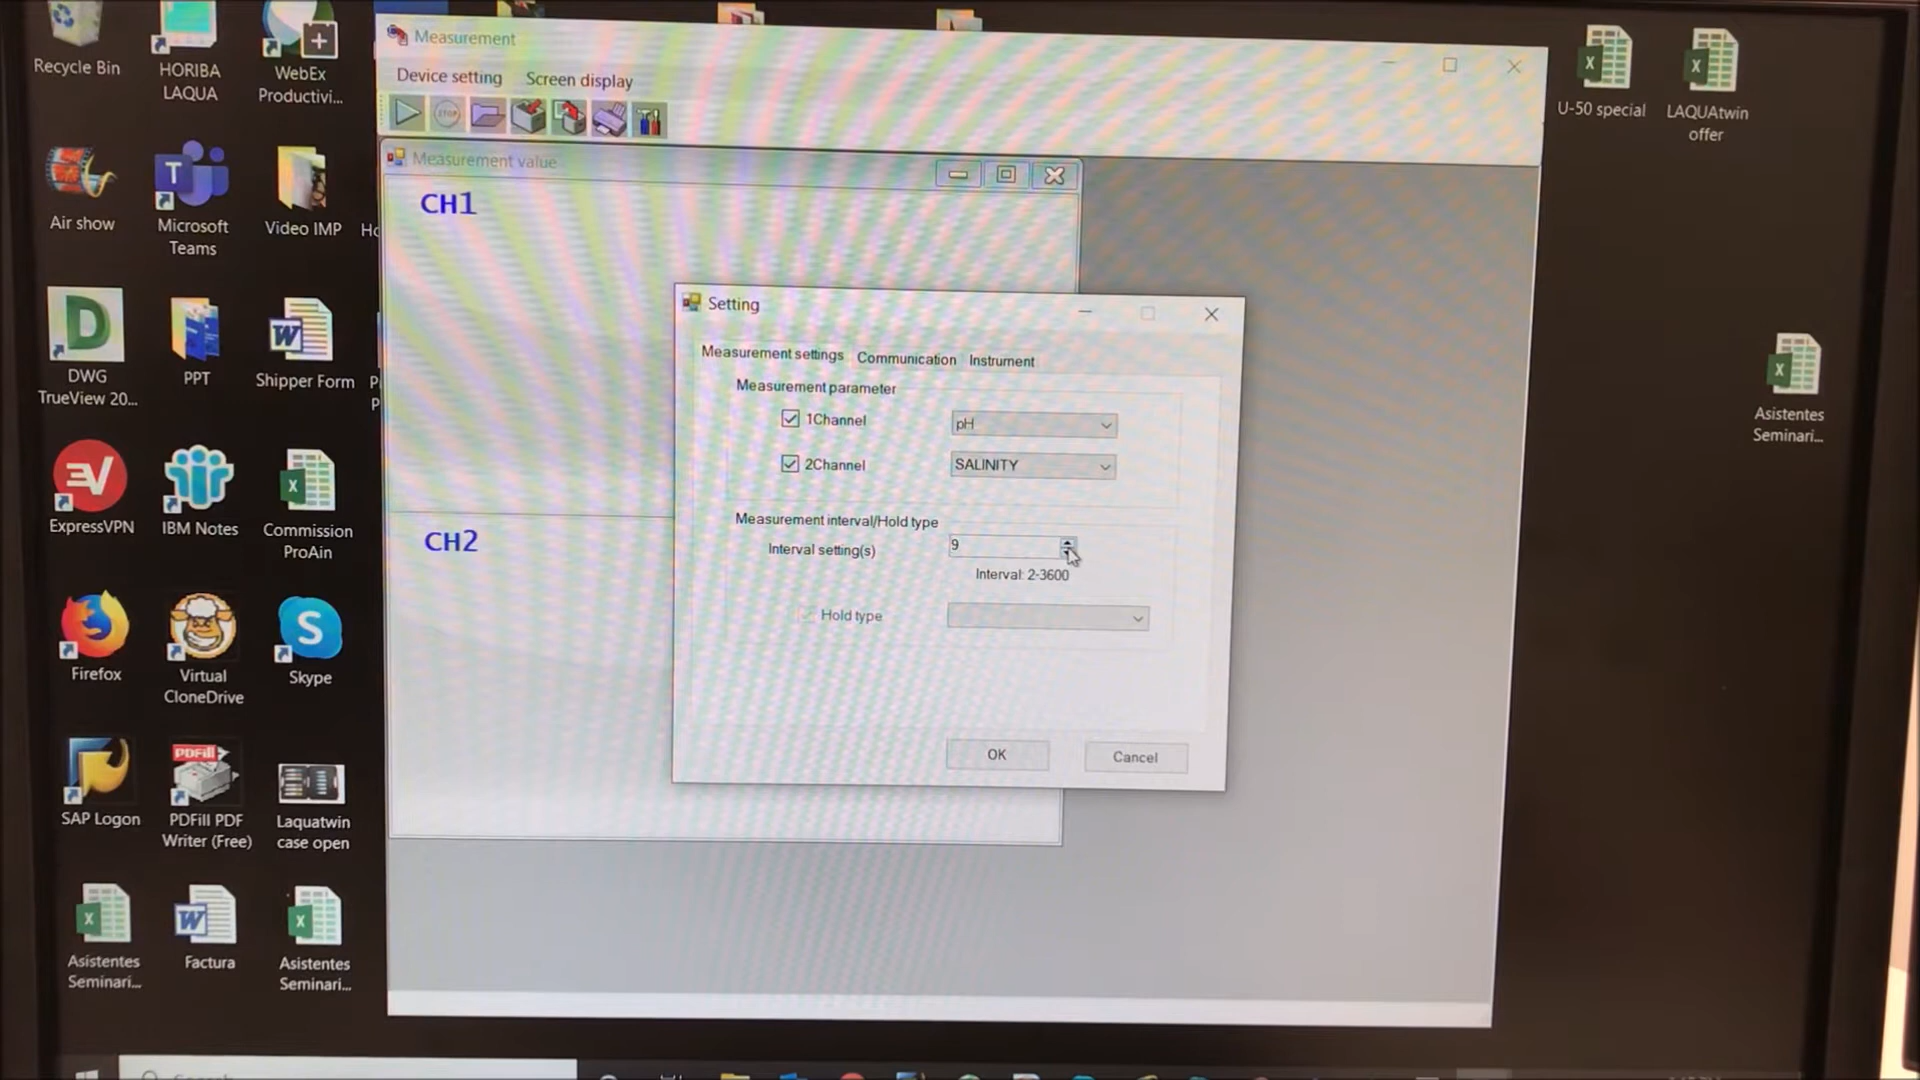 Recycle Bin
HORIBA
LAQUA
WebEx
Productivi...
Air show
Microsoft
Teams
Video IMP
Ho
DWG
TrueView 20...
PPT
Shipper Form
P
P
ExpressVPN
IBM Notes
Commission
ProAin
Firefox
Virtual
CloneDrive
Skype
SAP Logon
PDFill
PDFill PDF
Writer (Free)
Laquatwin
case open
Asistentes
Seminari...
Factura
Asistentes
Seminari...
Measurement
Device setting
Screen display
STOP
Measurement value
CH1
CH2
Setting
Measurement settings
Communication
Instrument
Measurement parameter
1Channel
pH
2Channel
SALINITY
Measurement interval/Hold type
Interval setting(s)
9
Interval: 2-3600
Hold type
OK
Cancel
U-50 special
LAQUAtwin
offer
Asistentes
Seminari...